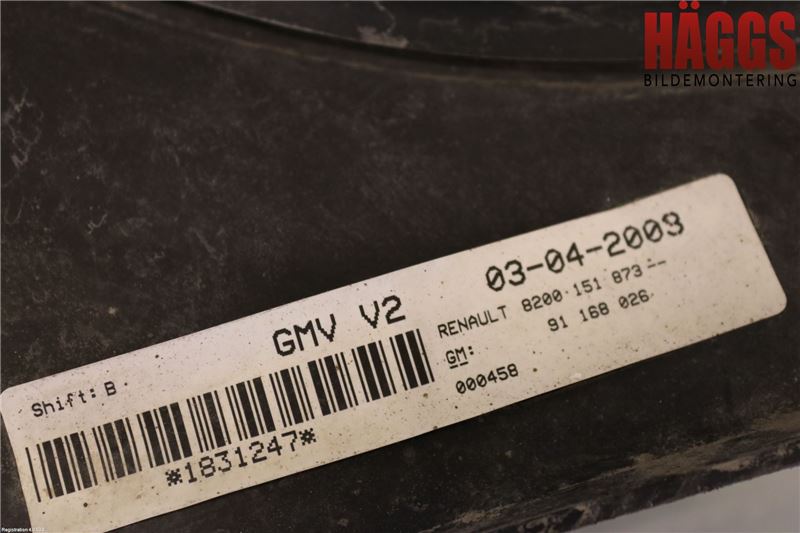 HÄGGS
BILDEMONTERING
03-04-2003
GMV V2
RENAULT 8200 151 873--
GM: 91 168 026
000458
Shift: B
*1831247*